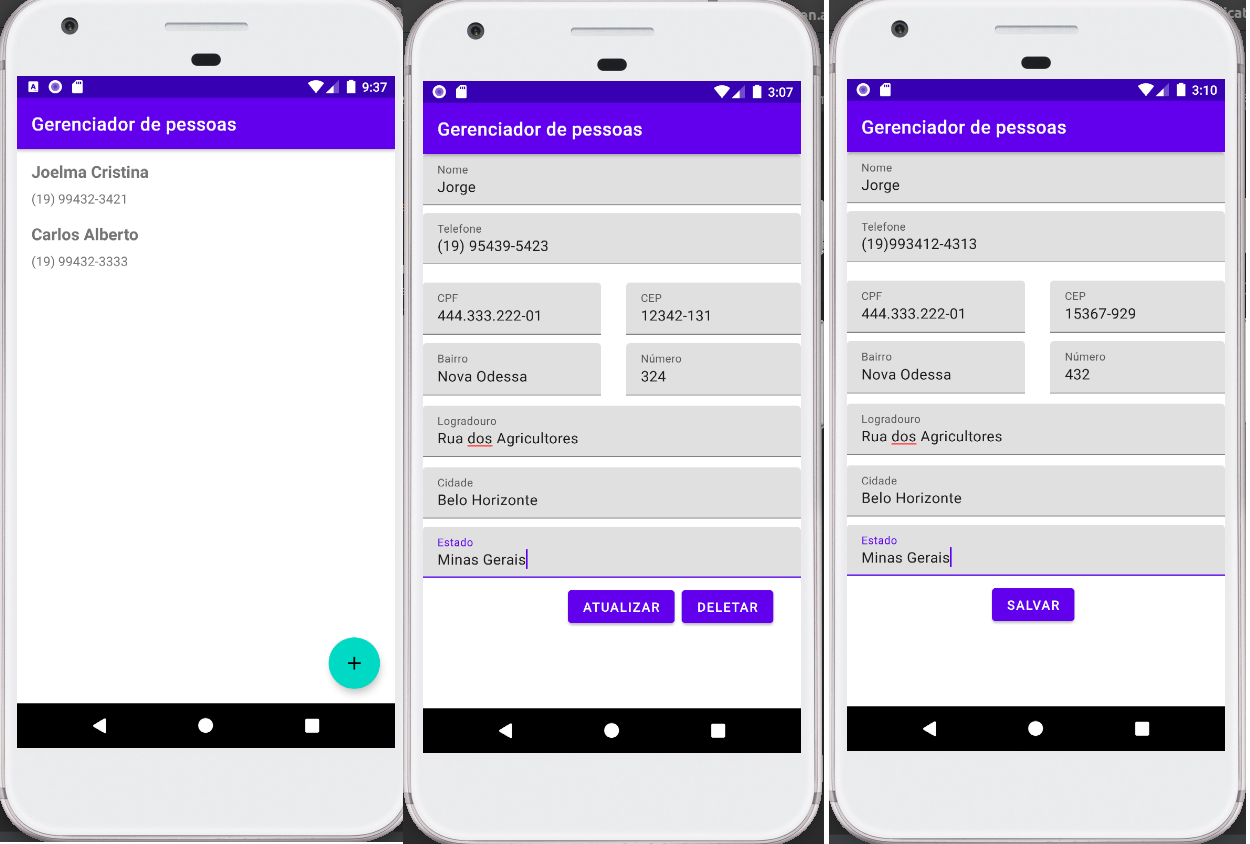 9:37
Gerenciador de pessoas
Joelma Cristina
(19) 99432-3421
Carlos Alberto
(19) 99432-3333
3:07
Gerenciador de pessoas
Nome
Jorge
Telefone
(19) 95439-5423
CPF CEP
444.333.222-01 12342-131
Bairro Número
Nova Odessa 324
Logradouro
Rua dos Agricultores
Cidade
Belo Horizonte
Estado
Minas Gerais
ATUALIZAR DELETAR
3:10
Gerenciador de pessoas
Nome
Jorge
Telefone
(19)993412-4313
CPF CEP
444.333.222-01 15367-929
Bairro Número
Nova Odessa 432
Logradouro
Rua dos Agricultores
Cidade
Belo Horizonte
Estado
Minas Gerais
SALVAR